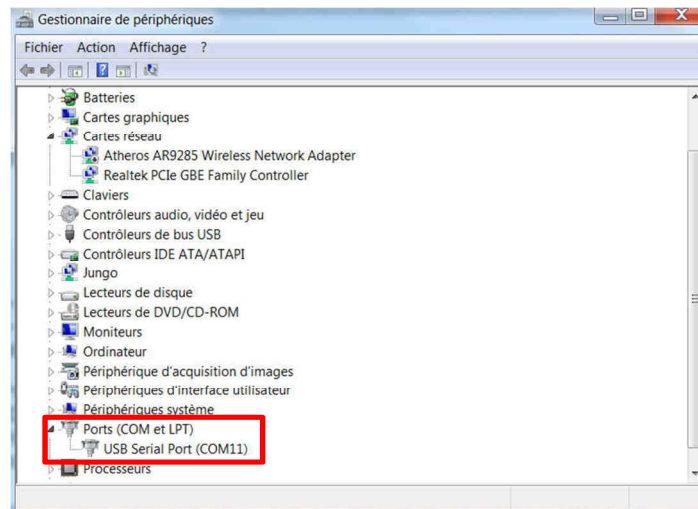 Gestionnaire de périphériques
Fichier Action Affichage ?
Batteries
Cartes graphiques
Cartes réseau
Atheros AR9285 Wireless Network Adapter
Realtek PCIe GBE Family Controller
Claviers
Contrôleurs audio, vidéo et jeu
Contrôleurs de bus USB
Contrôleurs IDE ATA/ATAPI
Jungo
Lecteurs de disque
Lecteurs de DVD/CD-ROM
Moniteurs
Ordinateur
Périphérique d'acquisition d'images
Périphériques d'interface utilisateur
Périphériques système
Ports (COM et LPT)
USB Serial Port (COM11)
Processeurs